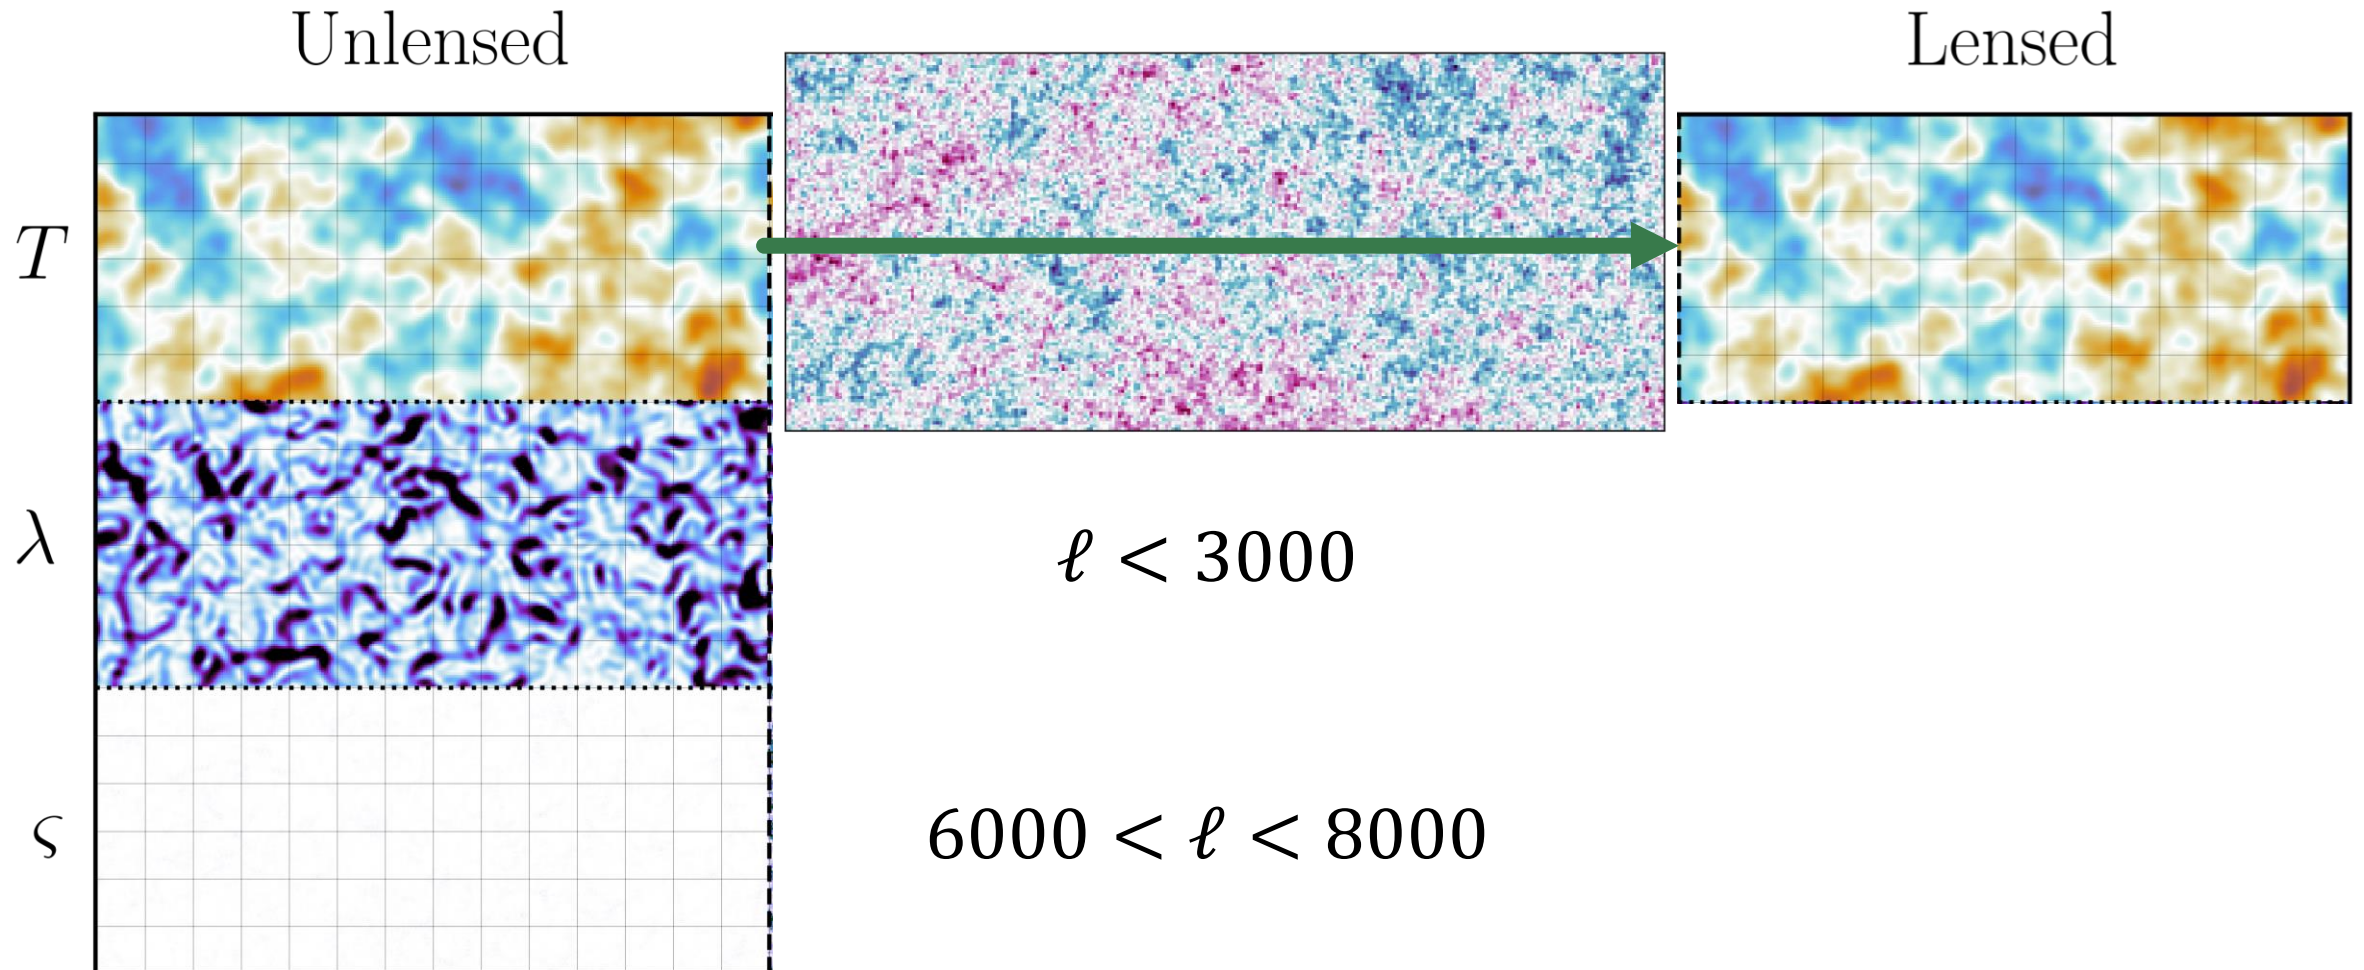 Unlensed
Lensed
T
λ
ℓ < 3000
ς
6000 < ℓ < 8000